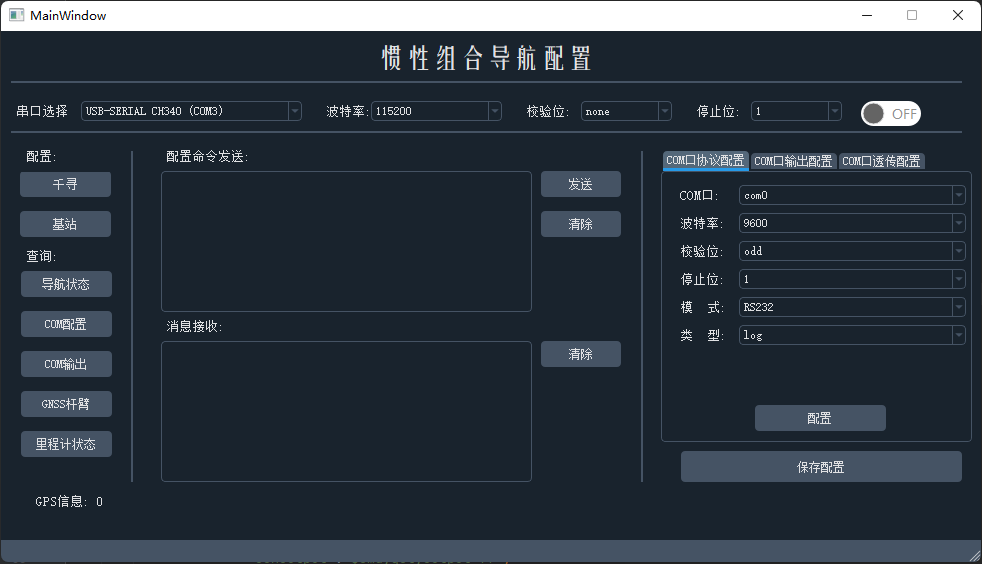 MainWindow
惯性组合导航配置
串口选择 USB-SERIAL CH340 (COM3) 波特率: 115200 校验位: none 停止位: 1 OFF
配置:
千寻
基站
查询:
导航状态
COM配置
COM输出
GNSS杆臂
里程计状态
GPS信息: 0
配置命令发送:
发送
清除
消息接收:
清除
COM口协议配置 COM口输出配置 COM口透传配置
COM口: com0
波特率: 9600
校验位: odd
停止位: 1
模 式: RS232
类 型: log
配置
保存配置